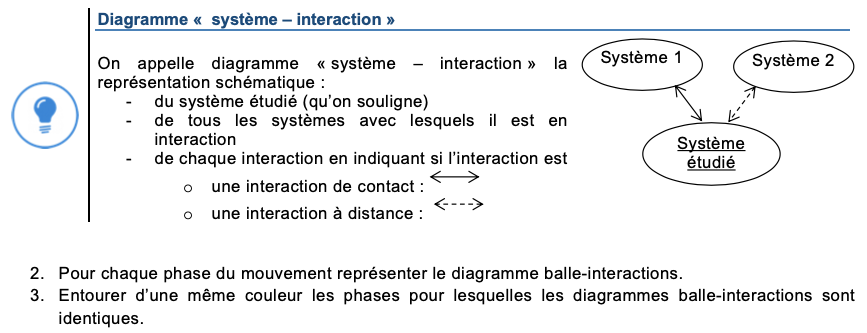 Diagramme « système – interaction »
On appelle diagramme « système – interaction » la
représentation schématique :
- du système étudié (qu'on souligne)
- de tous les systèmes avec lesquels il est en
interaction
- de chaque interaction en indiquant si l'interaction est
o une interaction de contact :
o une interaction à distance :
Système 1
Système 2
Système
étudié
2. Pour chaque phase du mouvement représenter le diagramme balle-interactions.
3. Entourer d'une même couleur les phases pour lesquelles les diagrammes balle-interactions sont
identiques.